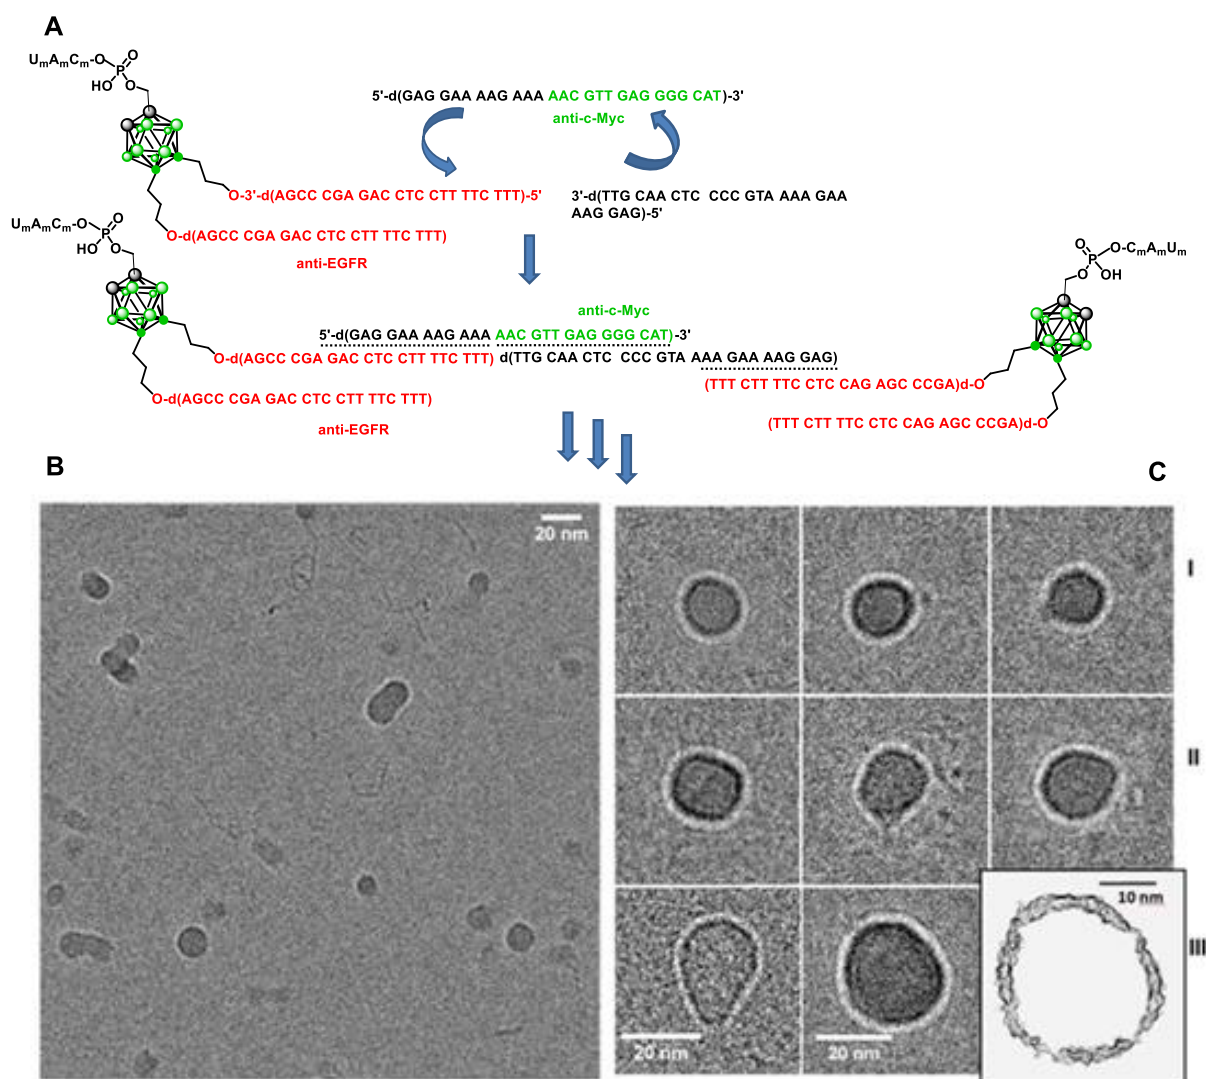 A
UmAmCm-O
O
P
HO
O
5'-d(GAG GAA AAG AAA AAC GTT GAG GGG CAT)-3'
anti-c-Myc
O-3'-d(AGCC CGA GAC CTC CTT TTC TTT)-5'
3'-d(TTG CAA CTC CCC GTA AAA GAA
AAG GAG)-5'
UmAmCm-O
O
P
HO
O
O-d(AGCC CGA GAC CTC CTT TTC TTT)
anti-EGFR
O
P
O-CmAmUm
O
OH
anti-c-Myc
5'-d(GAG GAA AAG AAA AAC GTT GAG GGG CAT)-3'
O-d(AGCC CGA GAC CTC CTT TTC TTT)
d(TTG CAA CTC CCC GTA AAA GAA AAG GAG)
(TTT CTT TTC CTC CAG AGC CCGA)d-O
O-d(AGCC CGA GAC CTC CTT TTC TTT)
anti-EGFR
(TTT CTT TTC CTC CAG AGC CCGA)d-O
B
C
20 nm
I
II
III
10 nm
20 nm
20 nm